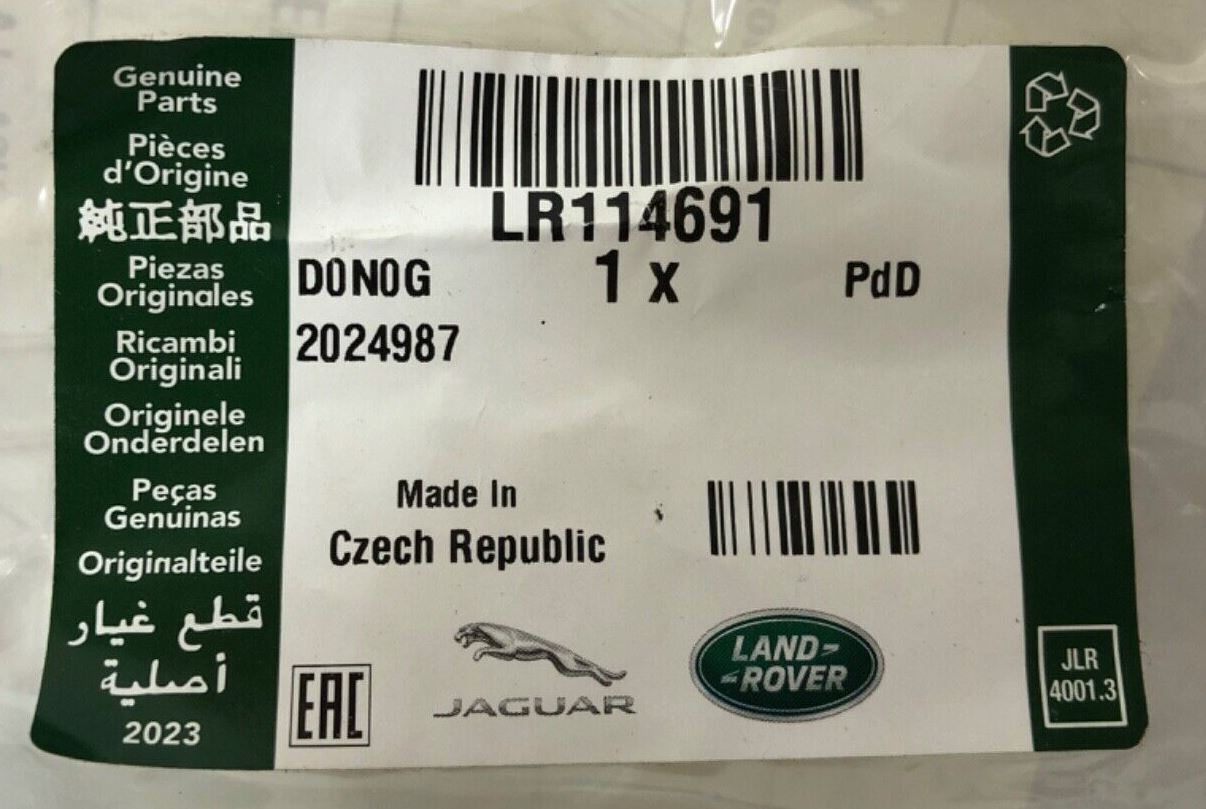 Genuine
Parts
Pièces
d'Origine
純正部品
Piezas
Originales
Ricambi
Originali
Originele
Onderdelen
Peças
Genuinas
Originalteile
قطع غيار
أصلية
2023
LR114691
D0N0G 1 x PdD
2024987
Made In
Czech Republic
EAC
JAGUAR
LAND-
ROVER
JLR
4001.3